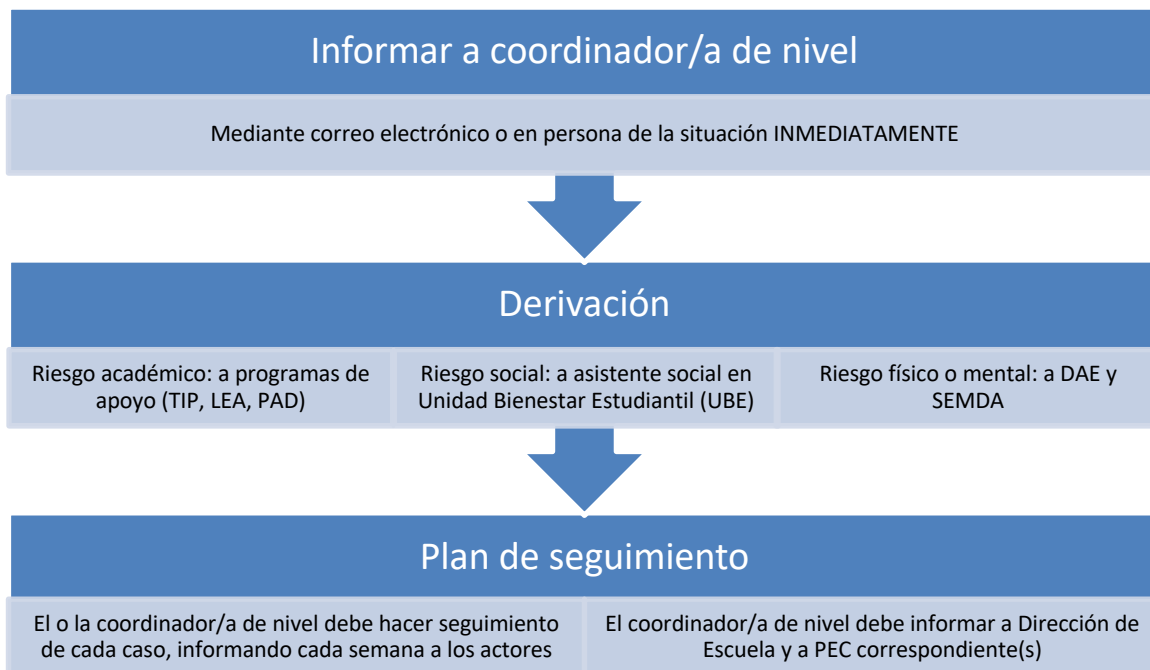 Informar a coordinador/a de nivel
Mediante correo electrónico o en persona de la situación INMEDIATAMENTE
Derivación
Riesgo académico: a programas de
apoyo (TIP, LEA, PAD)
Riesgo social: a asistente social en
Unidad Bienestar Estudiantil (UBE)
Riesgo físico o mental: a DAE y
SEMDA
Plan de seguimiento
El o la coordinador/a de nivel debe hacer seguimiento
de cada caso, informando cada semana a los actores
El coordinador/a de nivel debe informar a Dirección de
Escuela y a PEC correspondiente(s)